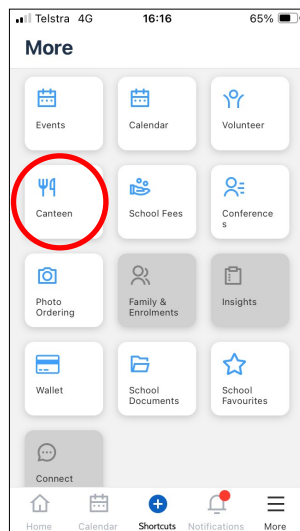 Telstra 4G 16:16 65%
More
Events Calendar Volunteer
Canteen School Fees Conference
s
Photo
Ordering
Family &
Enrolments
Insights
Wallet
School
Documents
School
Favourites
Connect
Home Calendar Shortcuts Notifications More